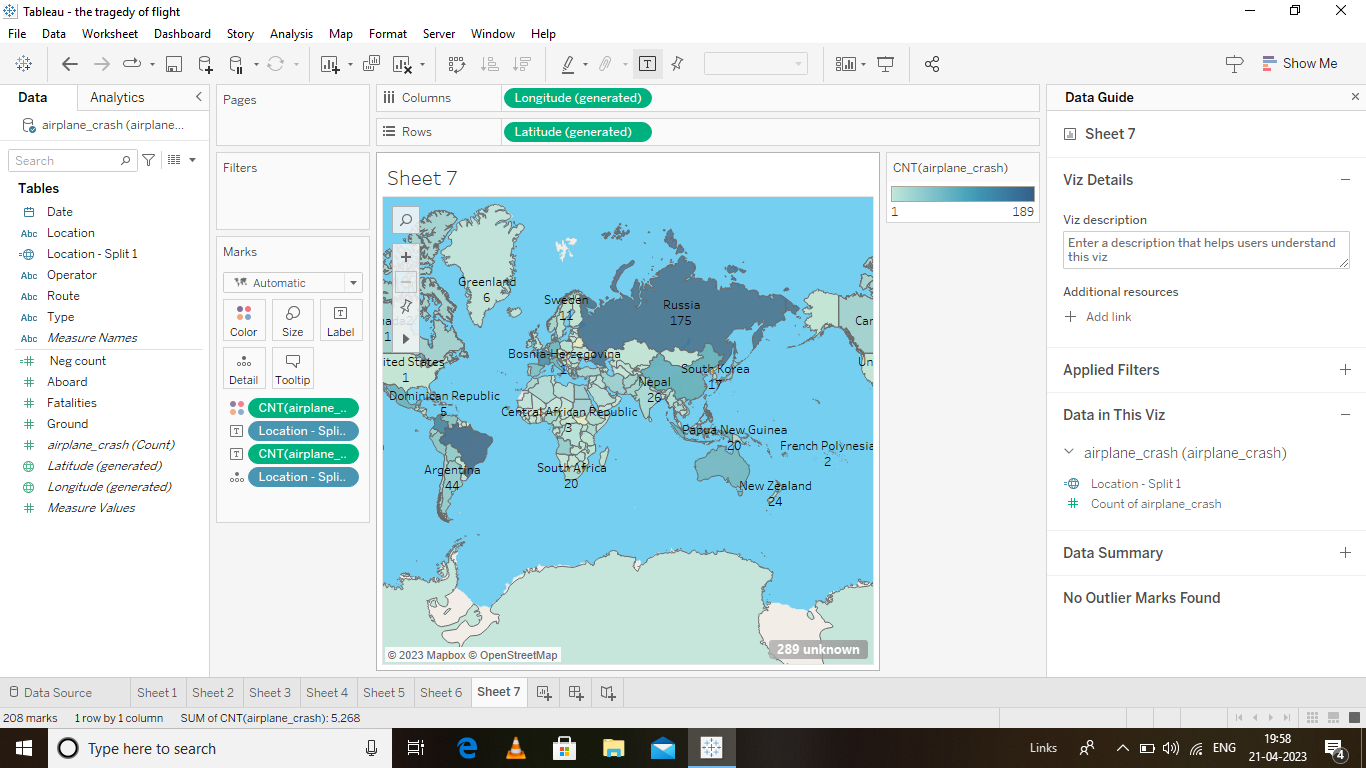 Tableau - the tragedy of flight
File Data Worksheet Dashboard Story Analysis Map Format Server Window Help
Show Me
Data Analytics
airplane_crash (airplane...
Search
Tables
Date
Abc Location
Location - Split 1
Abc Operator
Abc Route
Abc Type
Abc Measure Names
Neg count
Aboard
Fatalities
Ground
airplane_crash (Count)
Latitude (generated)
Longitude (generated)
Measure Values
Pages
Filters
Marks
Automatic
Color Size Label
Detail Tooltip
CNT(airplane_..
Location - Spli..
CNT(airplane_..
Location - Spli..
Columns Longitude (generated)
Rows Latitude (generated)
Sheet 7
Greenland
6
Sweden
11
Russia
175
Can
1
Bosnia-Herzegovina
1
ited States
1
Un
South Korea
17
Nepal
26
Dominican Republic
5
Central African Republic
3
Papua New Guinea
20
French Polynesia
2
Argentina
44
South Africa
20
New Zealand
24
© 2023 Mapbox © OpenStreetMap
289 unknown
CNT(airplane_crash)
1 189
Data Guide
Sheet 7
Viz Details
Viz description
Enter a description that helps users understand
this viz
Additional resources
Add link
Applied Filters
Data in This Viz
airplane_crash (airplane_crash)
Location - Split 1
Count of airplane_crash
Data Summary
No Outlier Marks Found
Data Source Sheet 1 Sheet 2 Sheet 3 Sheet 4 Sheet 5 Sheet 6 Sheet 7
208 marks 1 row by 1 column SUM of CNT(airplane_crash): 5,268
Type here to search
Links
ENG
19:58
21-04-2023
4